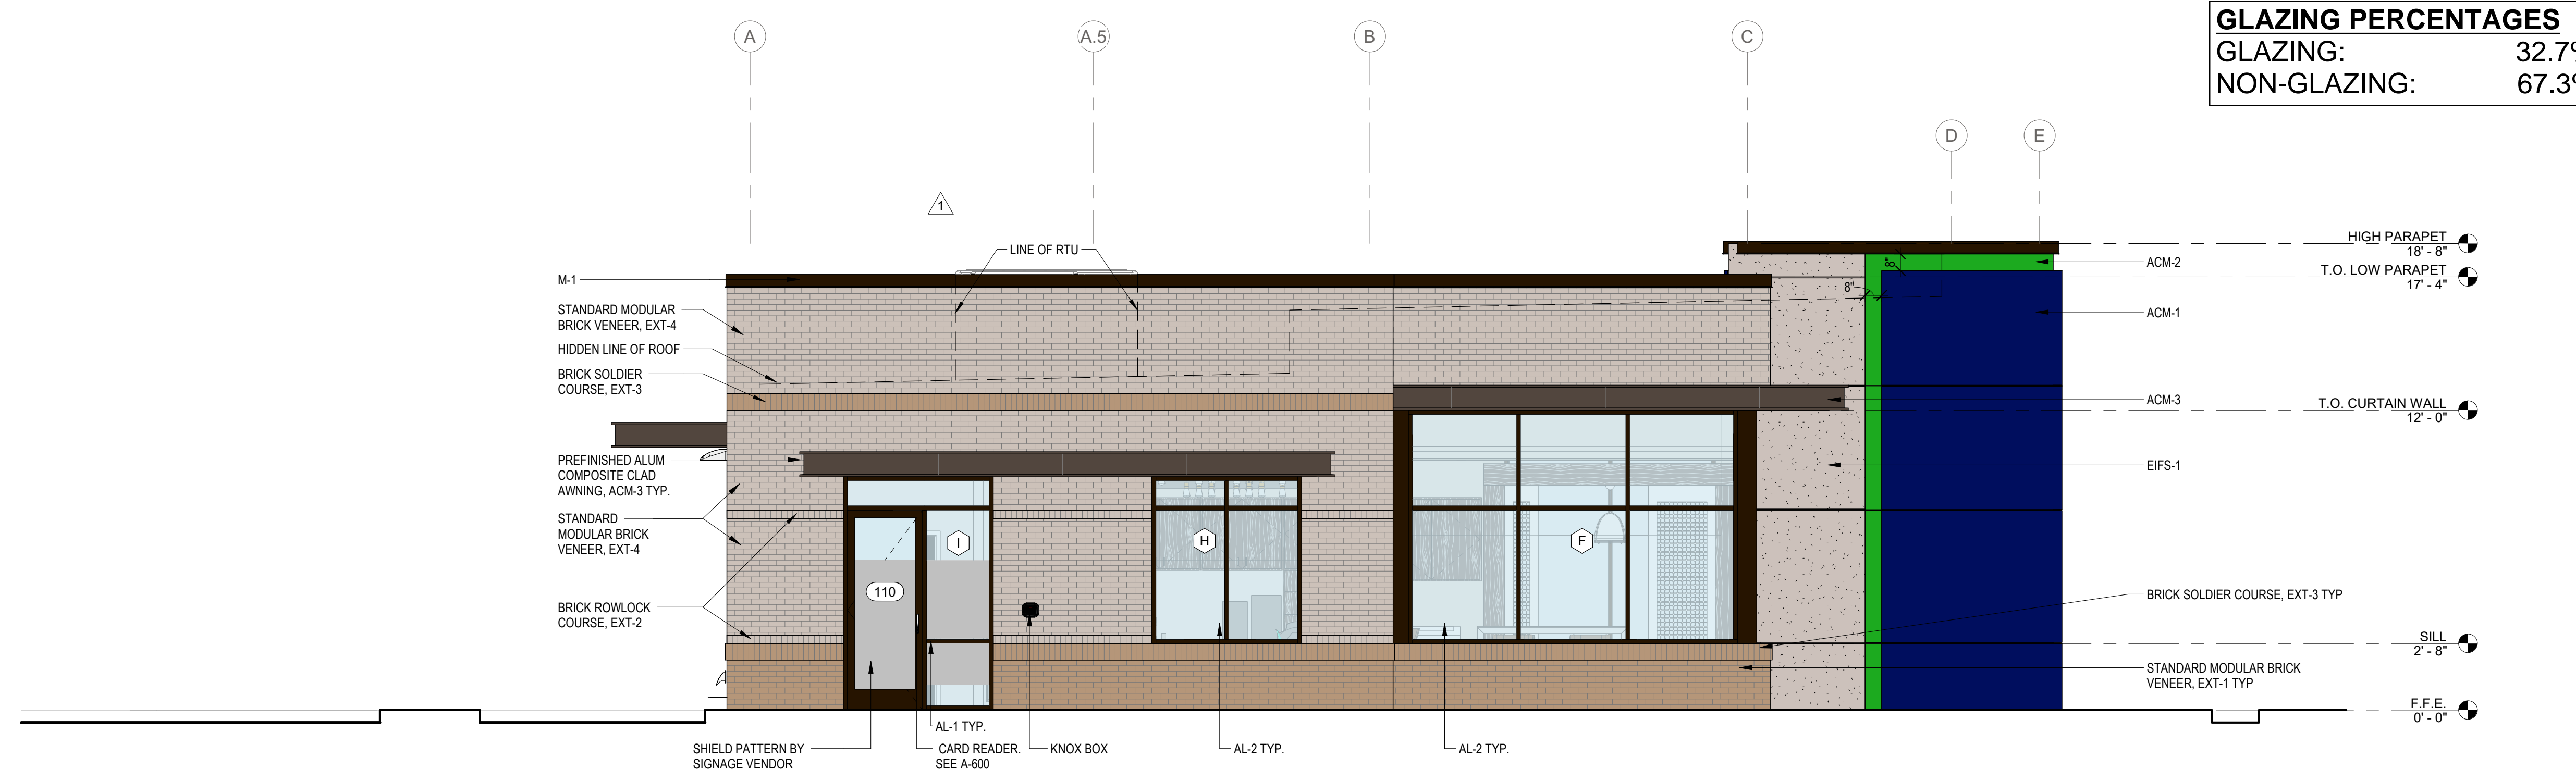 GLAZING PERCENTAGES
GLAZING: 32.7%
NON-GLAZING: 67.3%
A
A.5
B
C
D
E
1
LINE OF RTU
M-1
STANDARD MODULAR
BRICK VENEER, EXT-4
HIDDEN LINE OF ROOF
BRICK SOLDIER
COURSE, EXT-3
PREFINISHED ALUM
COMPOSITE CLAD
AWNING, ACM-3 TYP.
STANDARD
MODULAR BRICK
VENEER, EXT-4
BRICK ROWLOCK
COURSE, EXT-2
110
I
H
F
8"
8"
HIGH PARAPET
18' - 8"
ACM-2
T.O. LOW PARAPET
17' - 4"
ACM-1
ACM-3
T.O. CURTAIN WALL
12' - 0"
EIFS-1
BRICK SOLDIER COURSE, EXT-3 TYP
SILL
2' - 8"
STANDARD MODULAR BRICK
VENEER, EXT-1 TYP
F.F.E.
0' - 0"
AL-1 TYP.
SHIELD PATTERN BY
SIGNAGE VENDOR
CARD READER.
SEE A-600
KNOX BOX
AL-2 TYP.
AL-2 TYP.